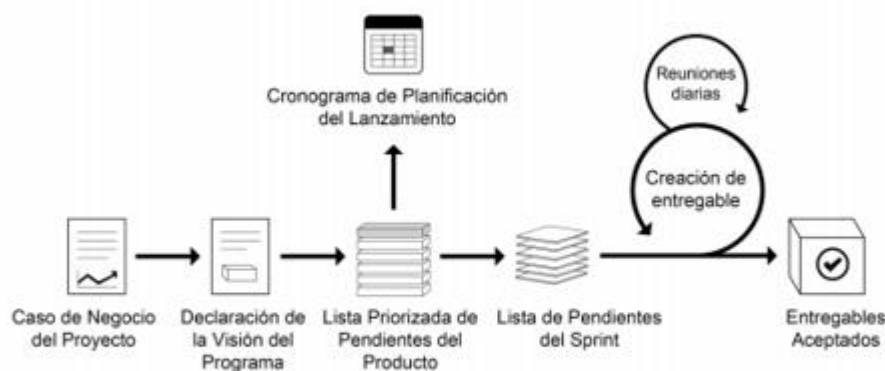 Cronograma de Planificación
del Lanzamiento
Reuniones
diarias
Creación de
entregable
Caso de Negocio
del Proyecto
Declaración de
la Visión del
Programa
Lista Priorizada de
Pendientes del
Producto
Lista de Pendientes
del Sprint
Entregables
Aceptados